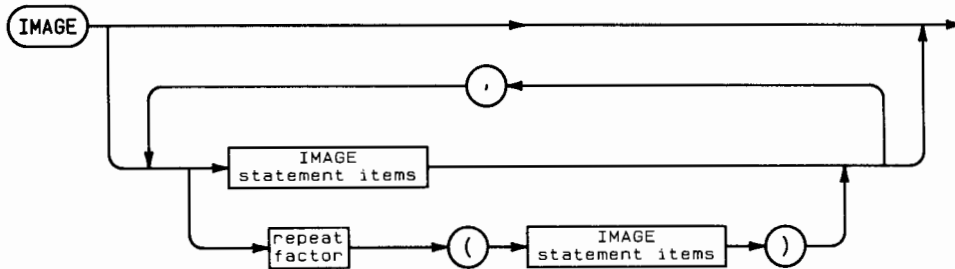 IMAGE
,
IMAGE
statement items
repeat
factor
(
IMAGE
statement items
)